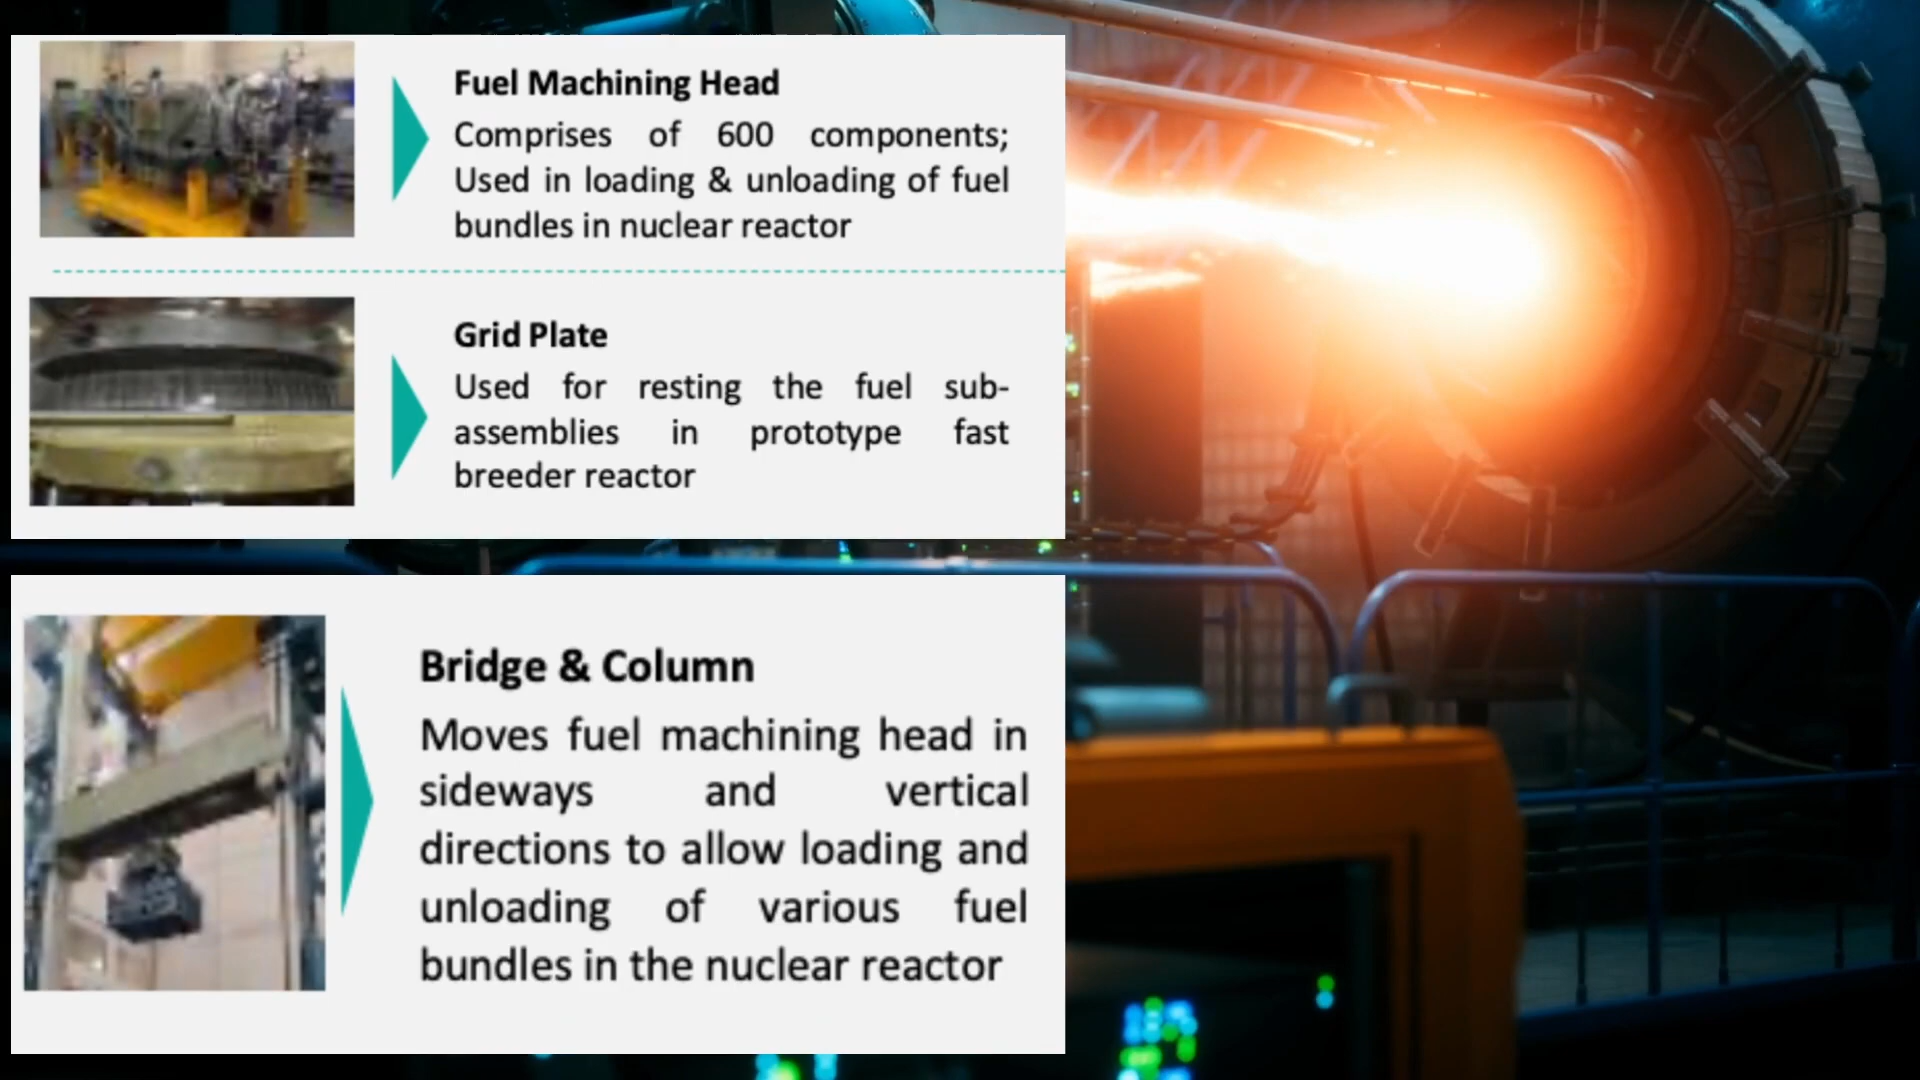 Fuel Machining Head
Comprises of 600 components;
Used in loading & unloading of fuel
bundles in nuclear reactor
Grid Plate
Used for resting the fuel sub-
assemblies in prototype fast
breeder reactor
Bridge & Column
Moves fuel machining head in
sideways and vertical
directions to allow loading and
unloading of various fuel
bundles in the nuclear reactor